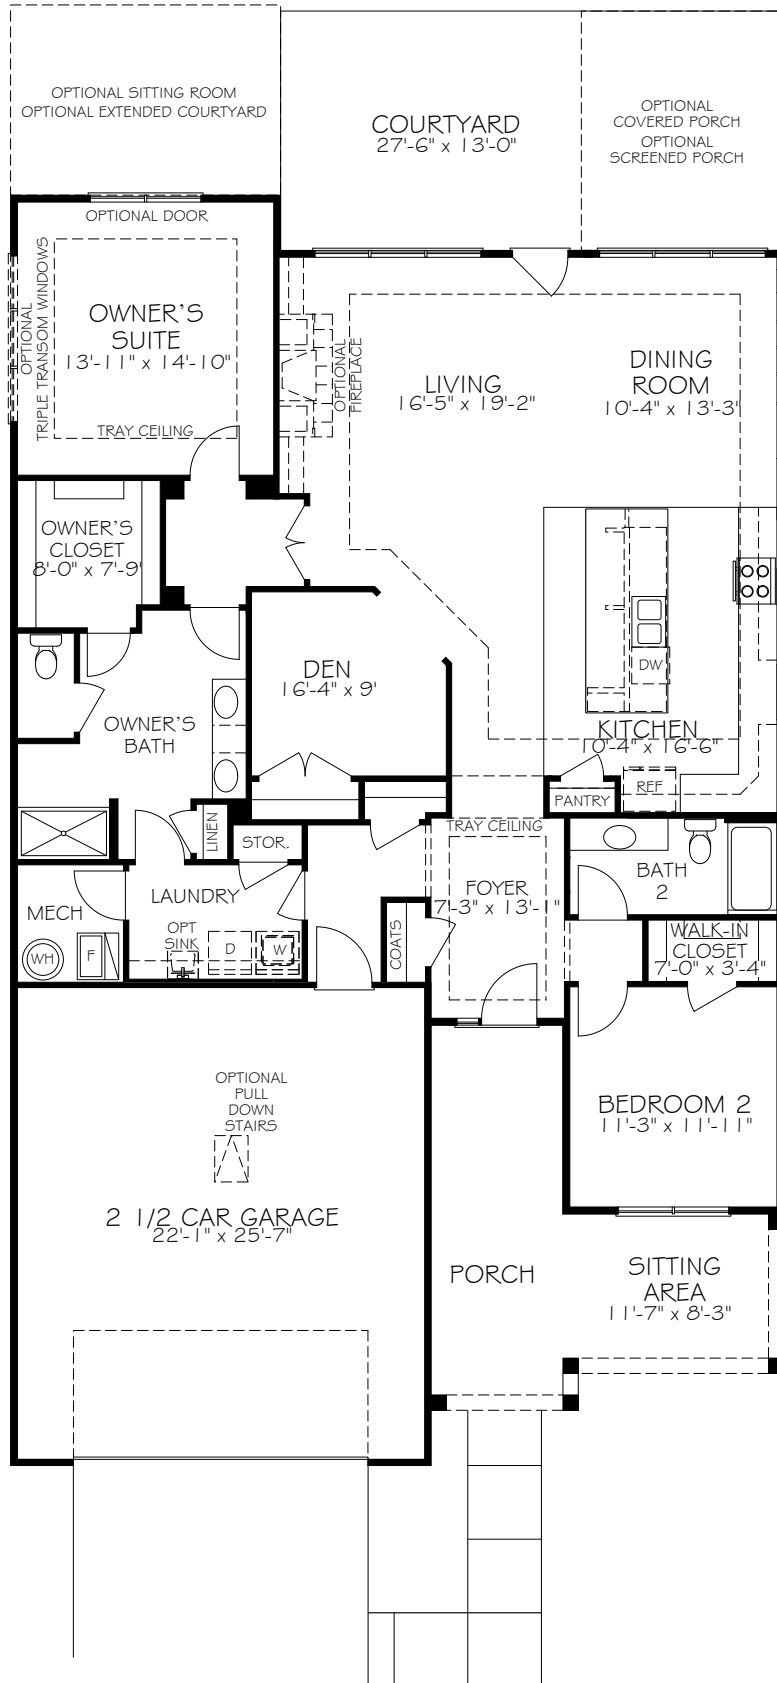 OPTIONAL SITTING ROOM
OPTIONAL EXTENDED COURTYARD
COURTYARD
27'-6" x 13'-0"
OPTIONAL
COVERED PORCH
OPTIONAL
SCREENED PORCH
OPTIONAL DOOR
OPTIONAL
TRIPLE TRANSOM WINDOWS
OWNER'S
SUITE
13'-11" x 14'-10"
TRAY CEILING
OPTIONAL
FIREPLACE
LIVING
16'-5" x 19'-2"
DINING
ROOM
10'-4" x 13'-3"
OWNER'S
CLOSET
8'-0" x 7'-9"
DEN
16'-4" x 9'
DW
OWNER'S
BATH
KITCHEN
10'-4" x 16'-6"
REF
PANTRY
LINEN
STOR.
TRAY CEILING
BATH
2
MECH
LAUNDRY
FOYER
7'-3" x 13'-1"
OPT
SINK
D
W
WH
F
COATS
WALK-IN
CLOSET
7'-0" x 3'-4"
OPTIONAL
PULL
DOWN
STAIRS
BEDROOM 2
11'-3" x 11'-11"
2 1/2 CAR GARAGE
22'-1" x 25'-7"
PORCH
SITTING
AREA
11'-7" x 8'-3"